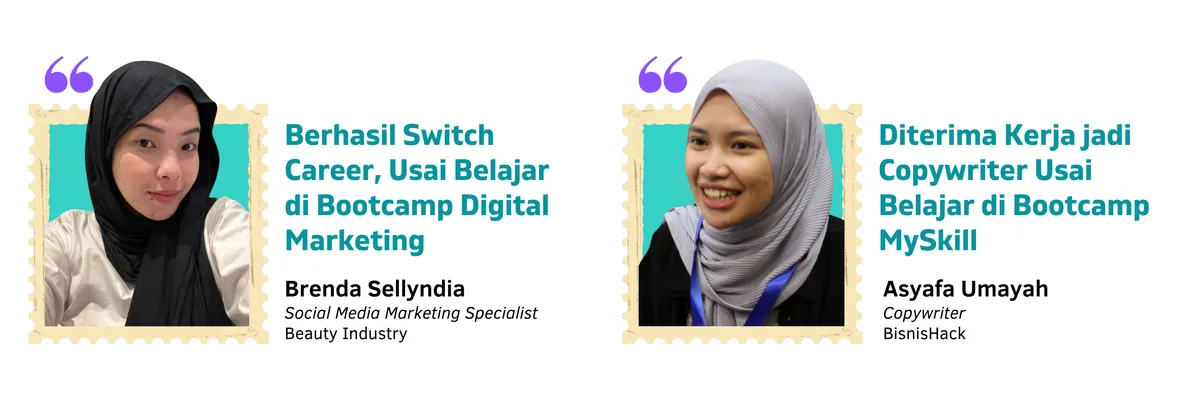 Berhasil Switch
Career, Usai Belajar
di Bootcamp Digital
Marketing
Brenda Sellyndia
Social Media Marketing Specialist
Beauty Industry
Diterima Kerja jadi
Copywriter Usai
Belajar di Bootcamp
MySkill
Asyafa Umayah
Copywriter
BisnisHack